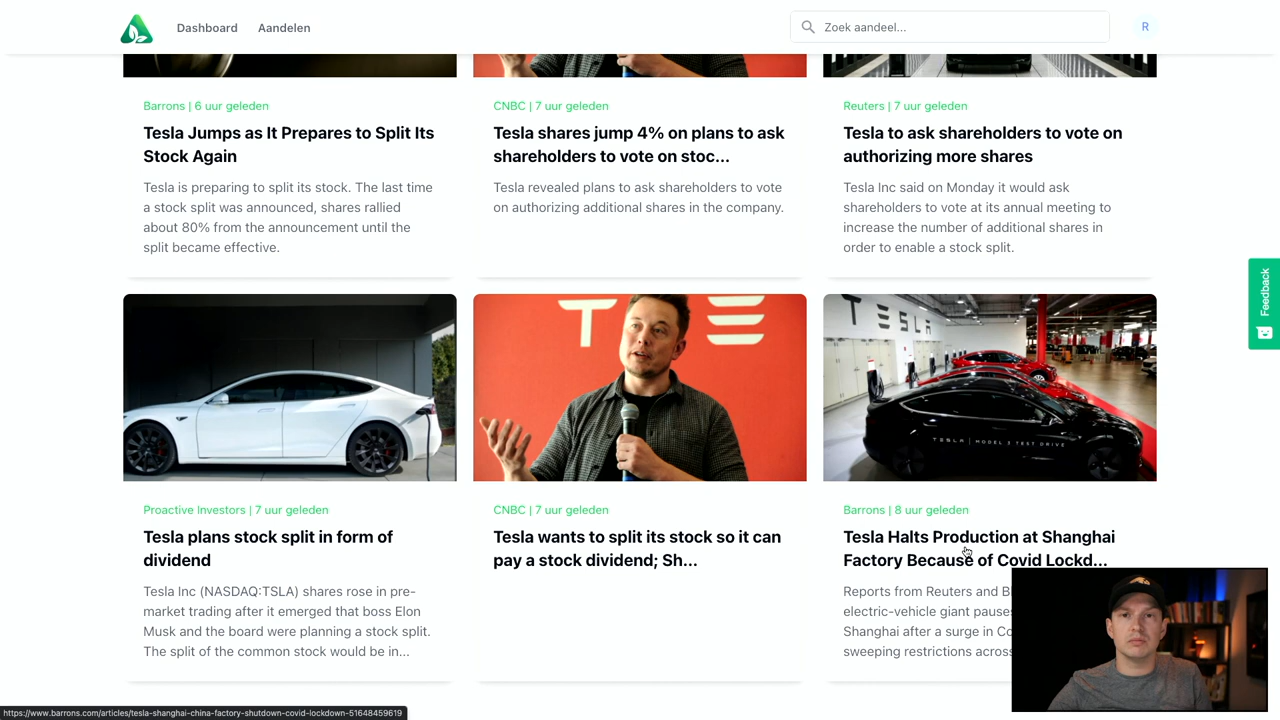 Dashboard
Aandelen
Zoek aandeel...
R
Barrons | 6 uur geleden
Tesla Jumps as It Prepares to Split Its
Stock Again
Tesla is preparing to split its stock. The last time
a stock split was announced, shares rallied
about 80% from the announcement until the
split became effective.
CNBC | 7 uur geleden
Tesla shares jump 4% on plans to ask
shareholders to vote on stoc...
Tesla revealed plans to ask shareholders to vote
on authorizing additional shares in the company.
Reuters | 7 uur geleden
Tesla to ask shareholders to vote on
authorizing more shares
Tesla Inc said on Monday it would ask
shareholders to vote at its annual meeting to
increase the number of additional shares in
order to enable a stock split.
Feedback
TESLA
TESLA | MODEL 3 TEST DRIVE
Proactive Investors | 7 uur geleden
Tesla plans stock split in form of
dividend
Tesla Inc (NASDAQ:TSLA) shares rose in pre-
market trading after it emerged that boss Elon
Musk and the board were planning a stock split.
The split of the common stock would be in...
CNBC | 7 uur geleden
Tesla wants to split its stock so it can
pay a stock dividend; Sh...
Barrons | 8 uur geleden
Tesla Halts Production at Shanghai
Factory Because of Covid Lockd...
Reports from Reuters and
electric-vehicle giant pause
Shanghai after a surge in
sweeping restrictions across
https://www.barrons.com/articles/tesla-shanghai-china-factory-shutdown-covid-lockdown-51648459619